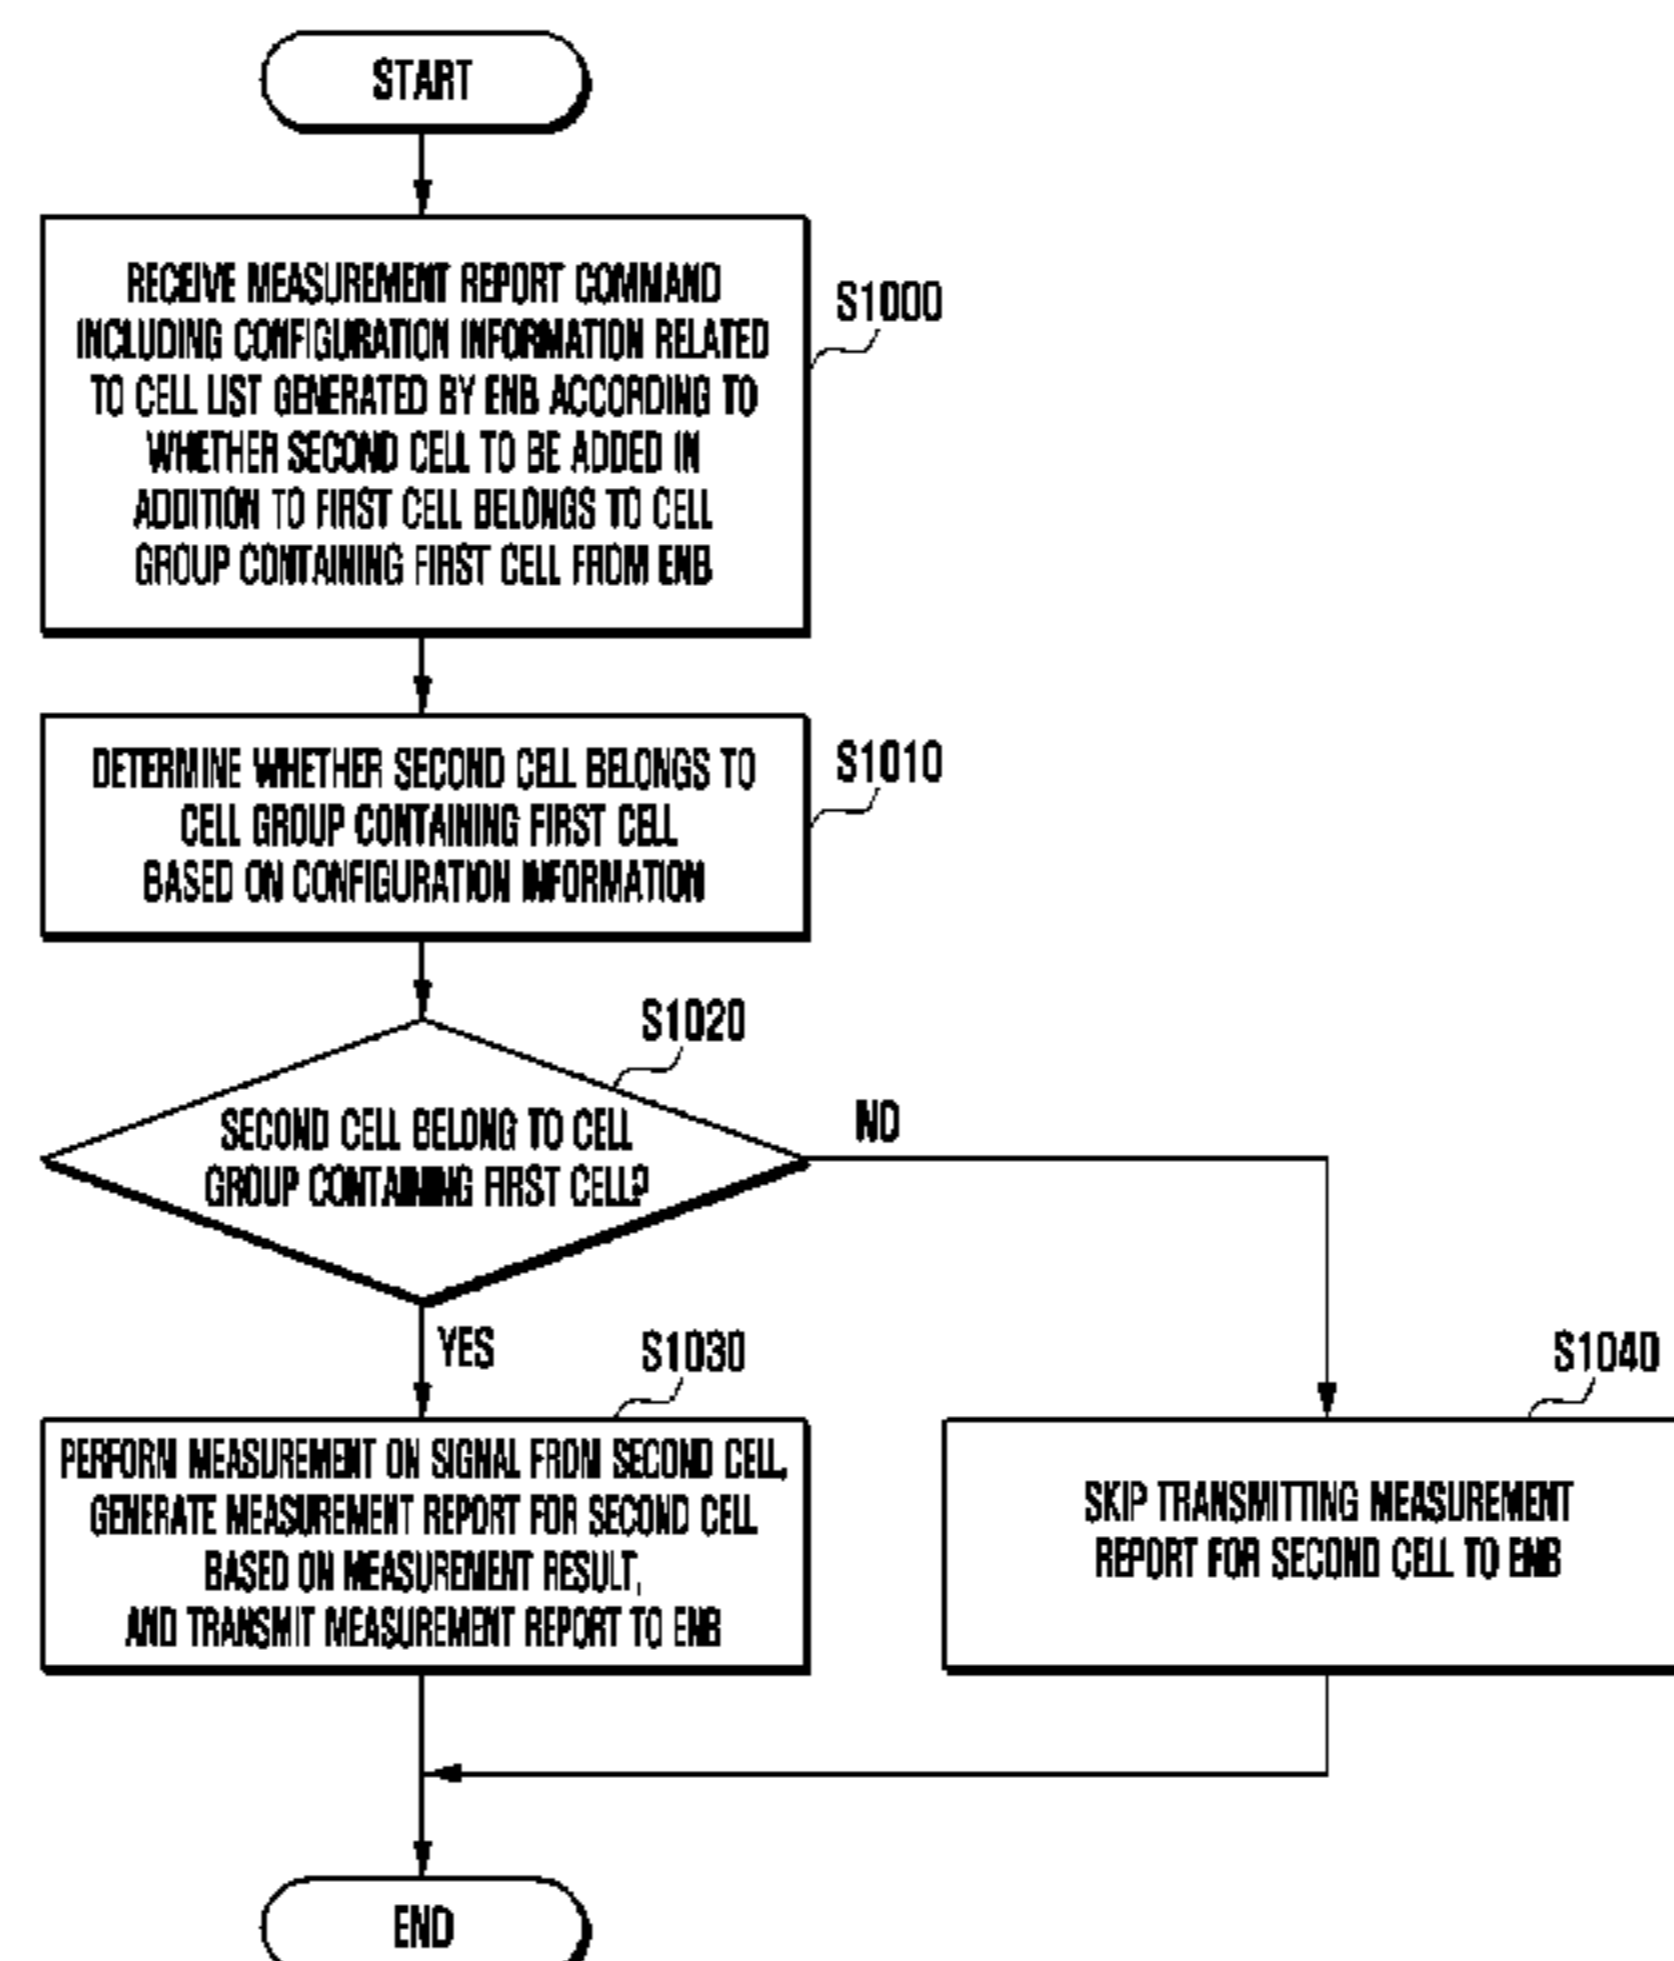 START
RECEIVE MEASUREMENT REPORT COMMAND
INCLUDING CONFIGURATION INFORMATION RELATED
TO CELL LIST GENERATED BY ENB ACCORDING TO
WHETHER SECOND CELL TO BE ADDED IN
ADDITION TO FIRST CELL BELONGS TO CELL
GROUP CONTAINING FIRST CELL FROM ENB
S1000
DETERMINE WHETHER SECOND CELL BELONGS TO
CELL GROUP CONTAINING FIRST CELL
BASED ON CONFIGURATION INFORMATION
S1010
S1020
SECOND CELL BELONG TO CELL
GROUP CONTAINING FIRST CELL?
NO
YES
S1030
PERFORM MEASUREMENT ON SIGNAL FROM SECOND CELL,
GENERATE MEASUREMENT REPORT FOR SECOND CELL
BASED ON MEASUREMENT RESULT,
AND TRANSMIT MEASUREMENT REPORT TO ENB
S1040
SKIP TRANSMITTING MEASUREMENT
REPORT FOR SECOND CELL TO ENB
END